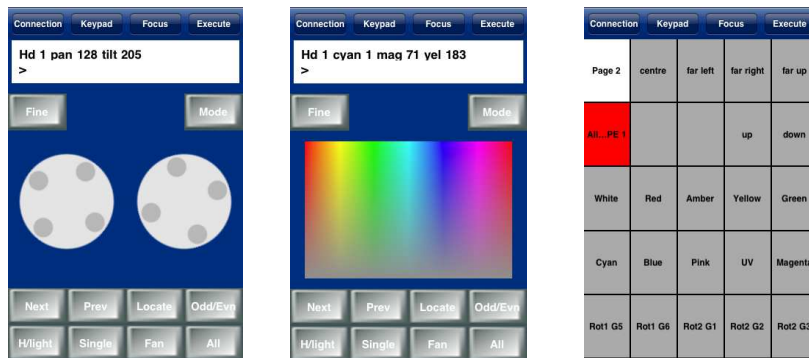 Connection Keypad Focus Execute
Hd 1 pan 128 tilt 205
>
Fine Mode
Next Prev Locate Odd/Evn
H/light Single Fan All
Connection Keypad Focus Execute
Hd 1 cyan 1 mag 71 yel 183
>
Fine Mode
Next Prev Locate Odd/Evn
H/light Single Fan All
Connection Keypad Focus Execute
Page 2 centre far left far right far up
All...PE 1 up down
White Red Amber Yellow Green
Cyan Blue Pink UV Magenta
Rot1 G5 Rot1 G6 Rot2 G1 Rot2 G2 Rot2 G3